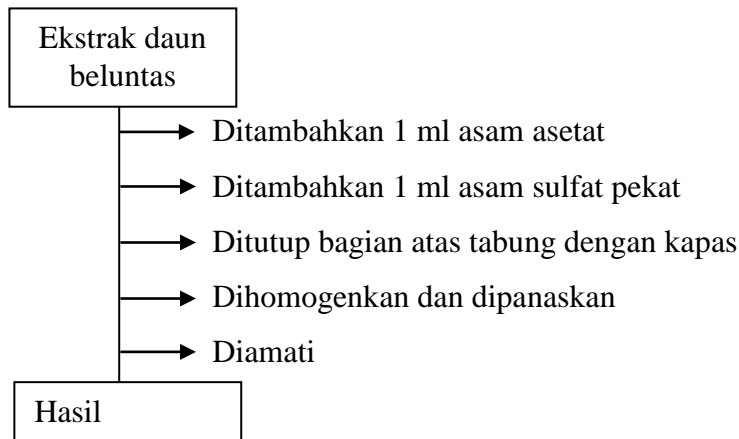 Ekstrak daun
beluntas
Ditambahkan 1 ml asam asetat
Ditambahkan 1 ml asam sulfat pekat
Ditutup bagian atas tabung dengan kapas
Dihomogenkan dan dipanaskan
Diamati
Hasil